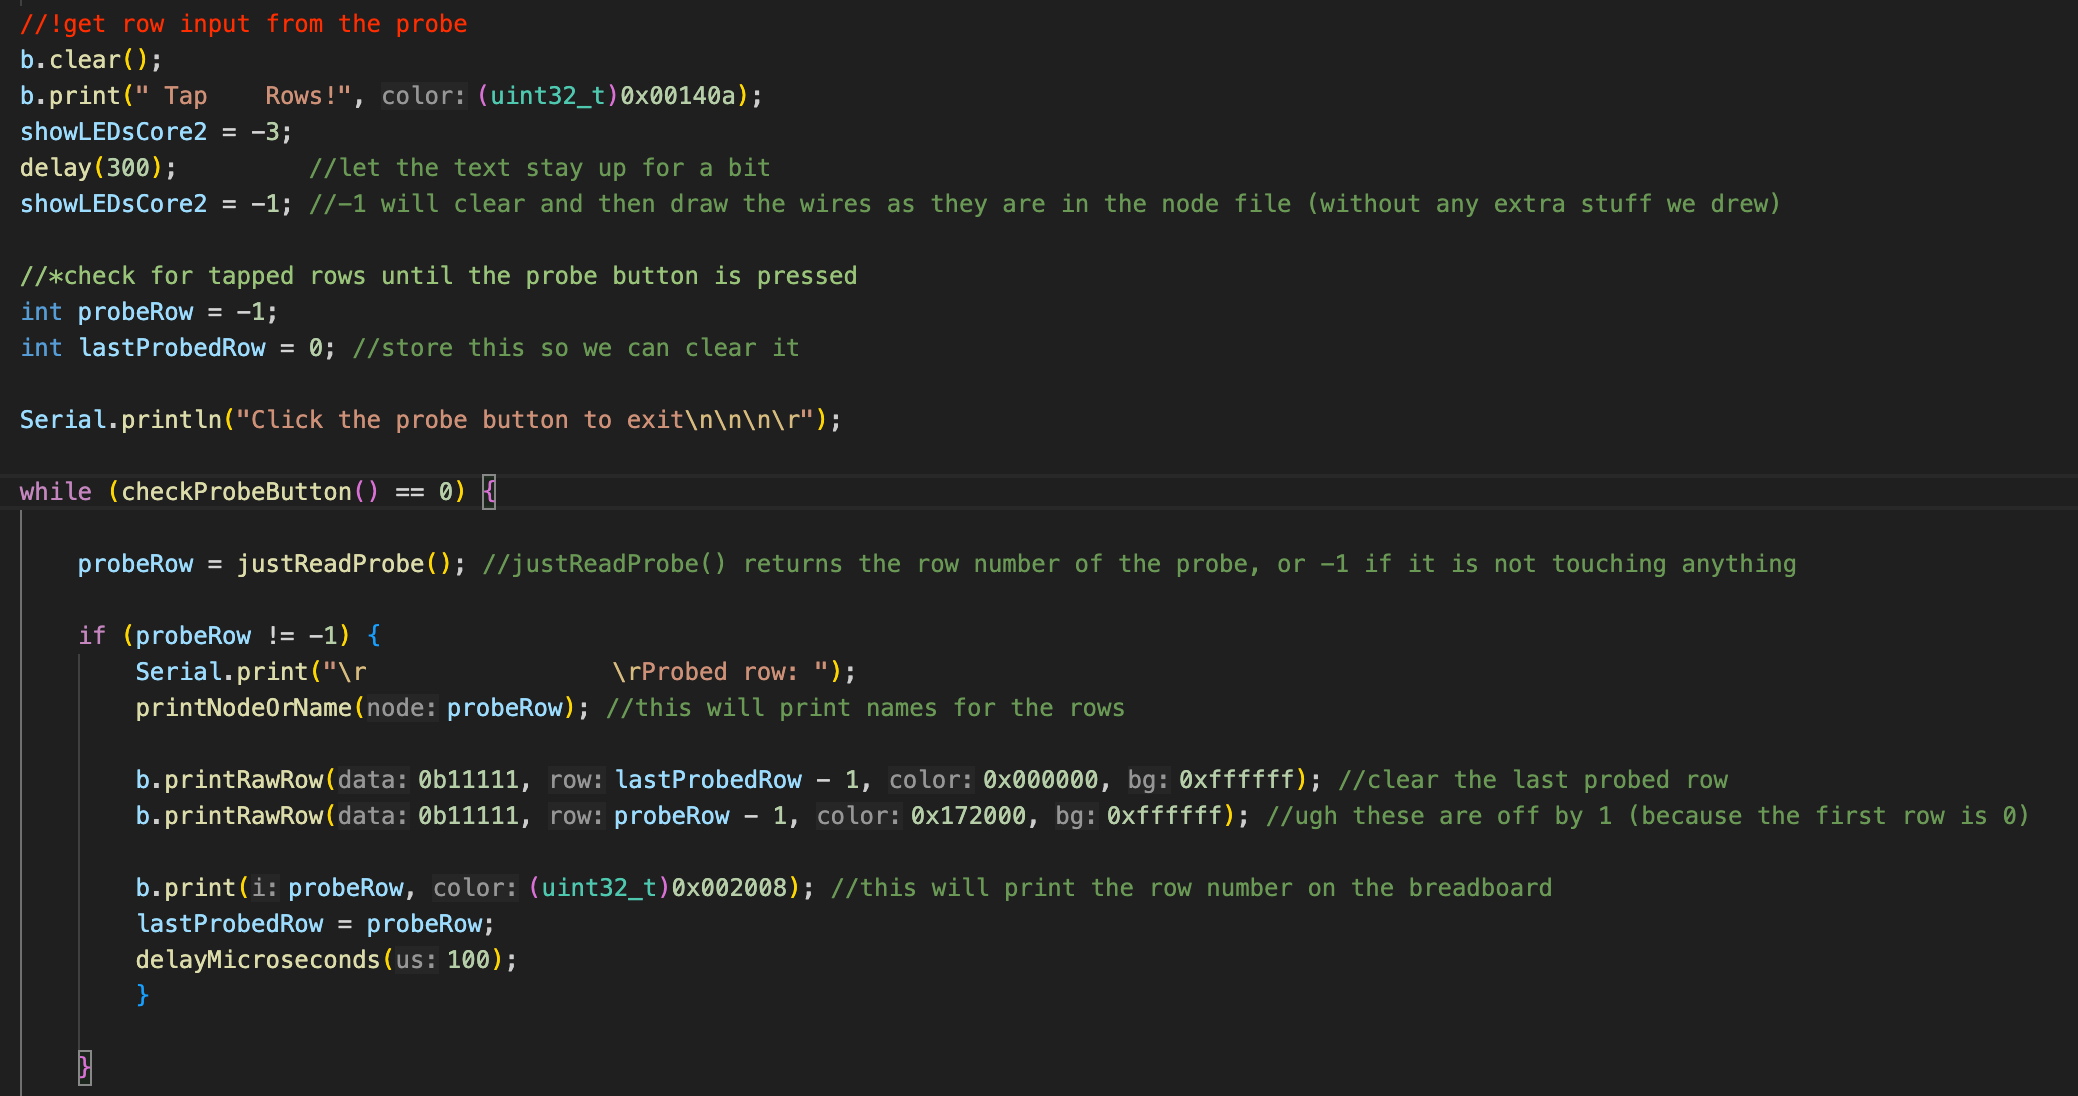 //!get row input from the probe
b.clear();
b.print(" Tap    Rows!", color: (uint32_t)0x00140a);
showLEDsCore2 = -3;
delay(300);         //let the text stay up for a bit
showLEDsCore2 = -1; //-1 will clear and then draw the wires as they are in the node file (without any extra stuff we drew)

//*check for tapped rows until the probe button is pressed
int probeRow = -1;
int lastProbedRow = 0; //store this so we can clear it

Serial.println("Click the probe button to exit\n\n\n\r");

while (checkProbeButton() == 0) {

    probeRow = justReadProbe(); //justReadProbe() returns the row number of the probe, or -1 if it is not touching anything

    if (probeRow != -1) {
        Serial.print("\r                 \rProbed row: ");
        printNodeOrName(node: probeRow); //this will print names for the rows

        b.printRawRow(data: 0b11111, row: lastProbedRow - 1, color: 0x000000, bg: 0xffffff); //clear the last probed row
        b.printRawRow(data: 0b11111, row: probeRow - 1, color: 0x172000, bg: 0xffffff); //ugh these are off by 1 (because the first row is 0)

        b.print(i: probeRow, color: (uint32_t)0x002008); //this will print the row number on the breadboard
        lastProbedRow = probeRow;
        delayMicroseconds(us: 100);
        }

    }